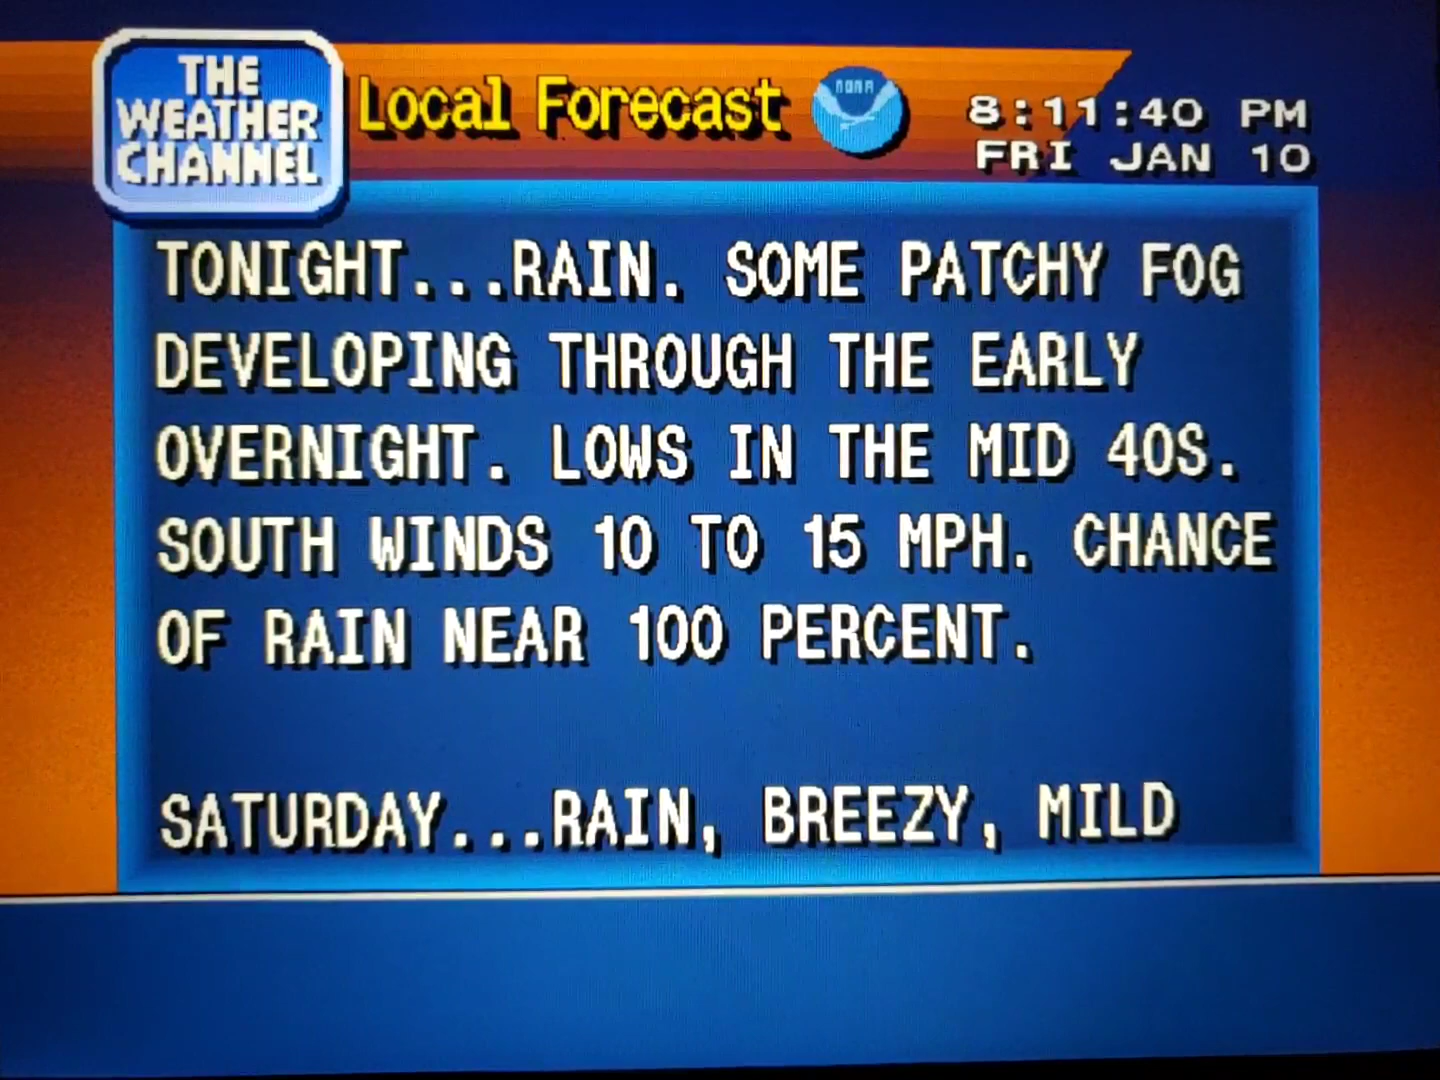 THE
WEATHER
CHANNEL
Local Forecast
NOAA
8:11:40 PM
FRI JAN 10
TONIGHT...RAIN. SOME PATCHY FOG
DEVELOPING THROUGH THE EARLY
OVERNIGHT. LOWS IN THE MID 40S.
SOUTH WINDS 10 TO 15 MPH. CHANCE
OF RAIN NEAR 100 PERCENT.
SATURDAY...RAIN, BREEZY, MILD